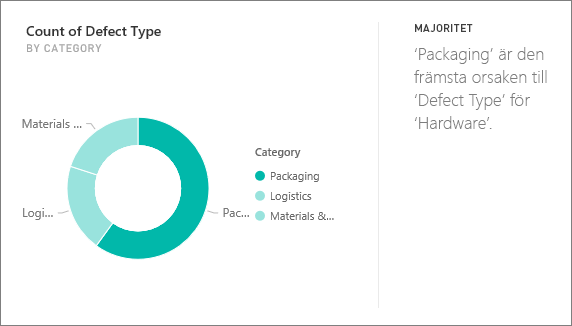 Count of Defect Type
BY CATEGORY
Materials ...
Logi...
Pac...
Category
Packaging
Logistics
Materials &...
MAJORITET
‘Packaging’ är den
främsta orsaken till
‘Defect Type’ för
‘Hardware’.